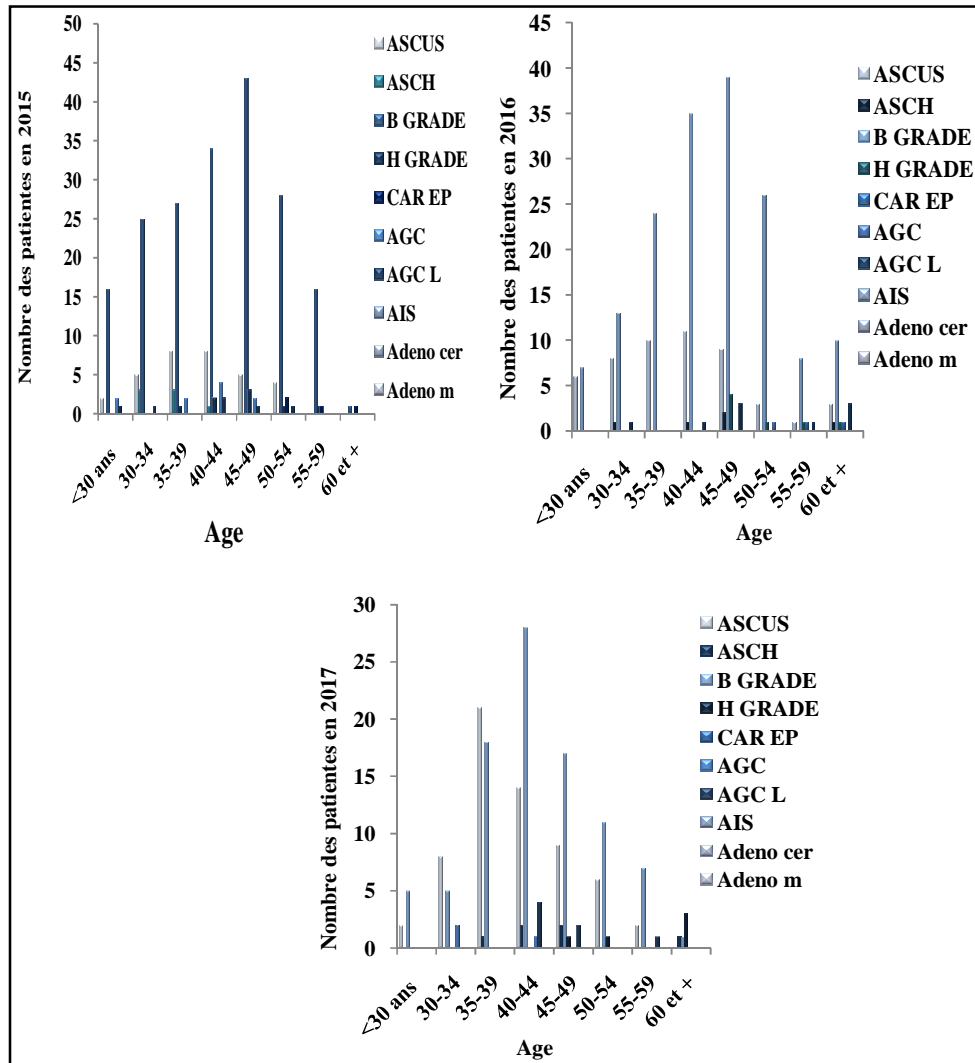 Nombre des patientes en 2015
50
45
40
35
30
25
20
15
10
5
0
<30 ans
30-34
35-39
40-44
45-49
50-54
55-59
60 et +
Age
ASCUS
ASCH
B GRADE
H GRADE
CAR EP
AGC
AGC L
AIS
Adeno cer
Adeno m
Nombre des patientes en 2016
45
40
35
30
25
20
15
10
5
0
<30 ans
30-34
35-39
40-44
45-49
50-54
55-59
60 et +
Age
ASCUS
ASCH
B GRADE
H GRADE
CAR EP
AGC
AGC L
AIS
Adeno cer
Adeno m
Nombre des patientes en 2017
30
25
20
15
10
5
0
<30 ans
30-34
35-39
40-44
45-49
50-54
55-59
60 et +
Age
ASCUS
ASCH
B GRADE
H GRADE
CAR EP
AGC
AGC L
AIS
Adeno cer
Adeno m